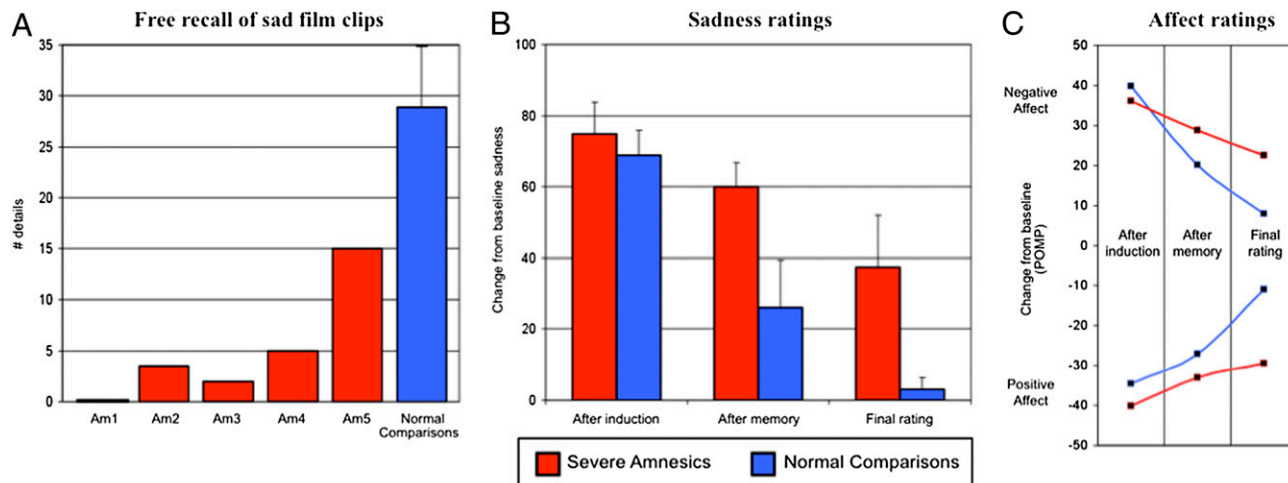 A
Free recall of sad film clips
35
30
25
20
15
10
5
0
# details
Am1 Am2 Am3 Am4 Am5 Normal
Comparisons
B
Sadness ratings
100
80
60
40
20
0
Change from baseline sadness
After induction After memory Final rating
Severe Amnesics Normal Comparisons
C
Affect ratings
50
40
30
20
10
0
-10
-20
-30
-40
-50
Negative
Affect
Change from baseline
(POMP)
Positive
Affect
After
induction
After
memory
Final
rating